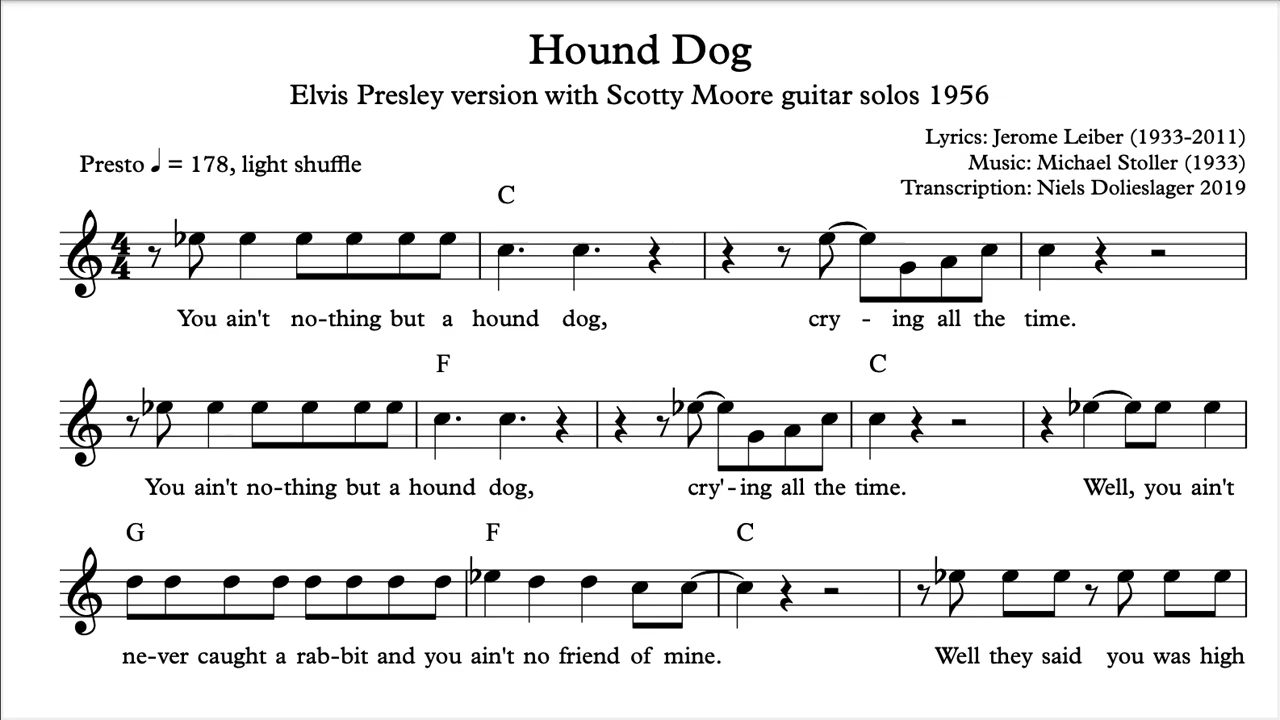 Hound Dog
Elvis Presley version with Scotty Moore guitar solos 1956
Lyrics: Jerome Leiber (1933-2011)
Presto ♩ = 178, light shuffle
Music: Michael Stoller (1933)
Transcription: Niels Dolieslager 2019
C
4
4
You ain't no-thing but a hound dog, cry - ing all the time.
F C
You ain't no-thing but a hound dog, cry'-ing all the time. Well, you ain't
G F C
ne-ver caught a rab-bit and you ain't no friend of mine. Well they said you was high